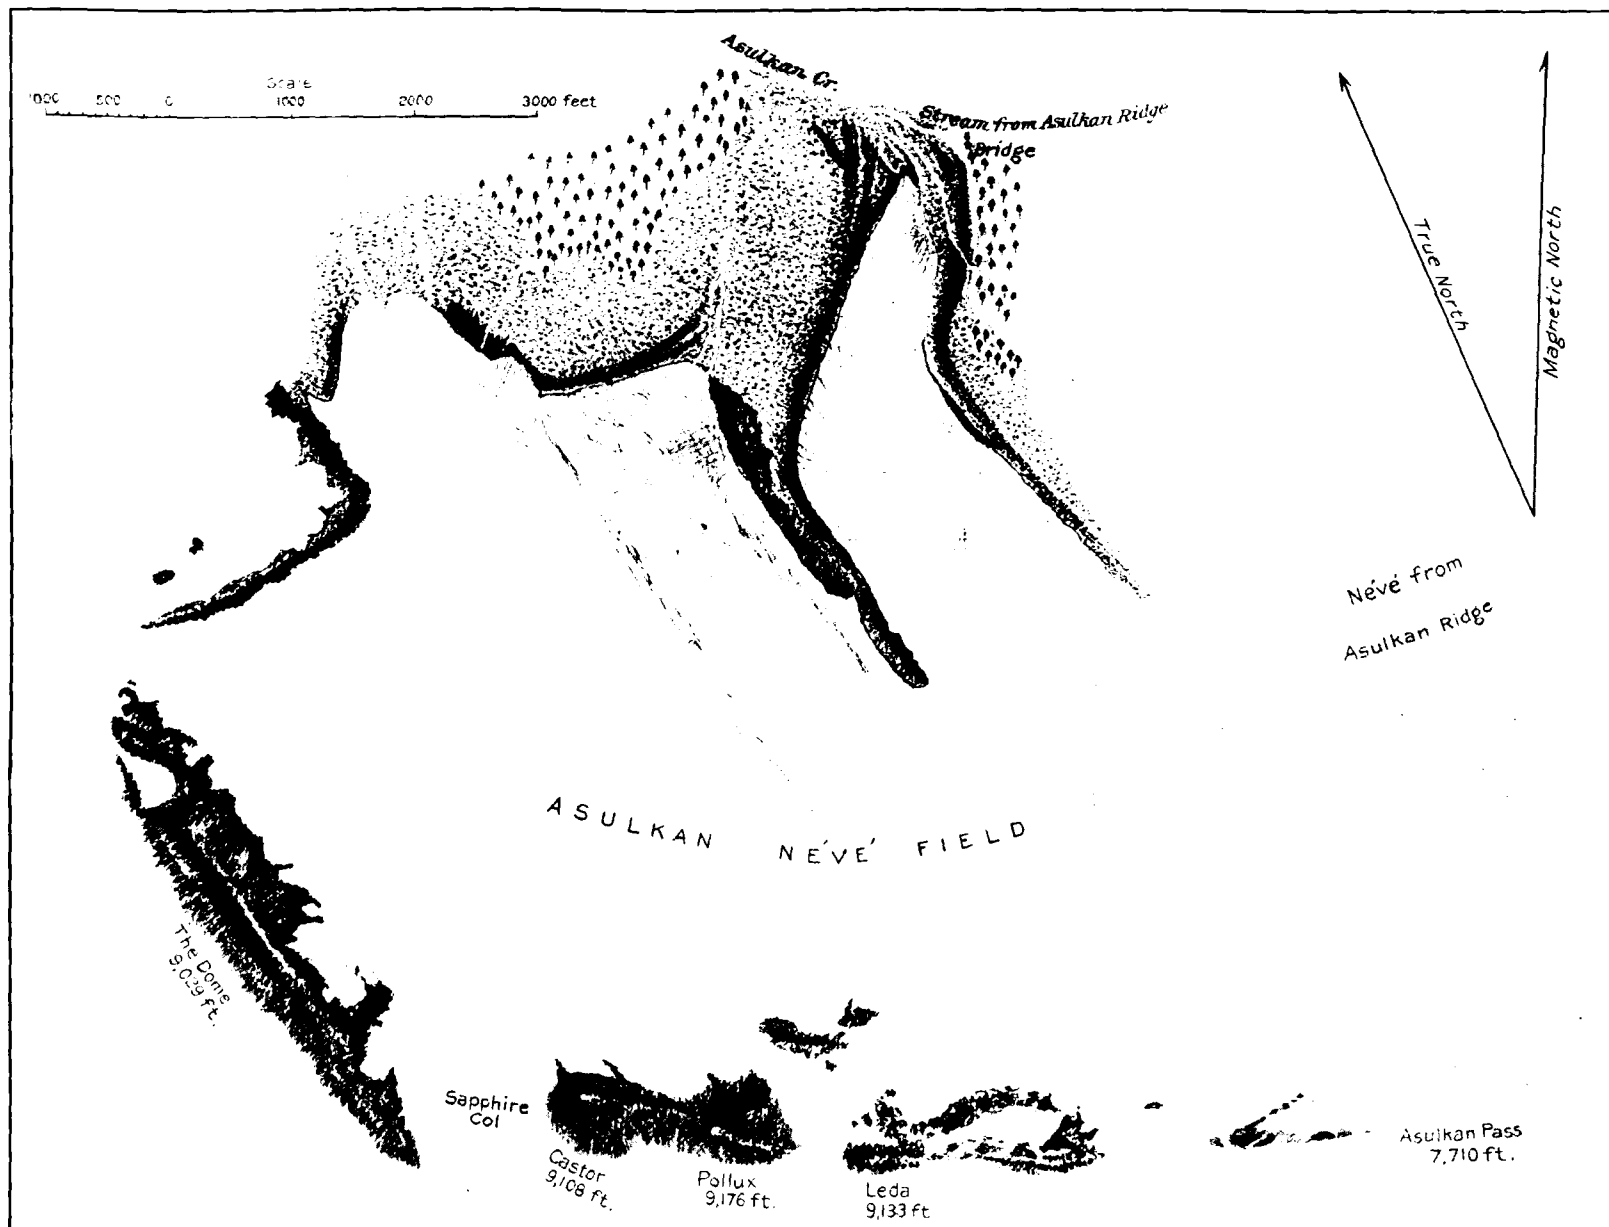 Asulkan Cr.
Scale
1000 500 0 1000 2000 3000 feet
Stream from Asulkan Ridge
Bridge
True North
Magnetic North
Névé from
Asulkan Ridge
ASULKAN NÉVÉ FIELD
The Dome
9,029 ft.
Sapphire
Col
Castor
9,108 ft.
Pollux
9,176 ft.
Leda
9,133 ft
Asulkan Pass
7,710 ft.